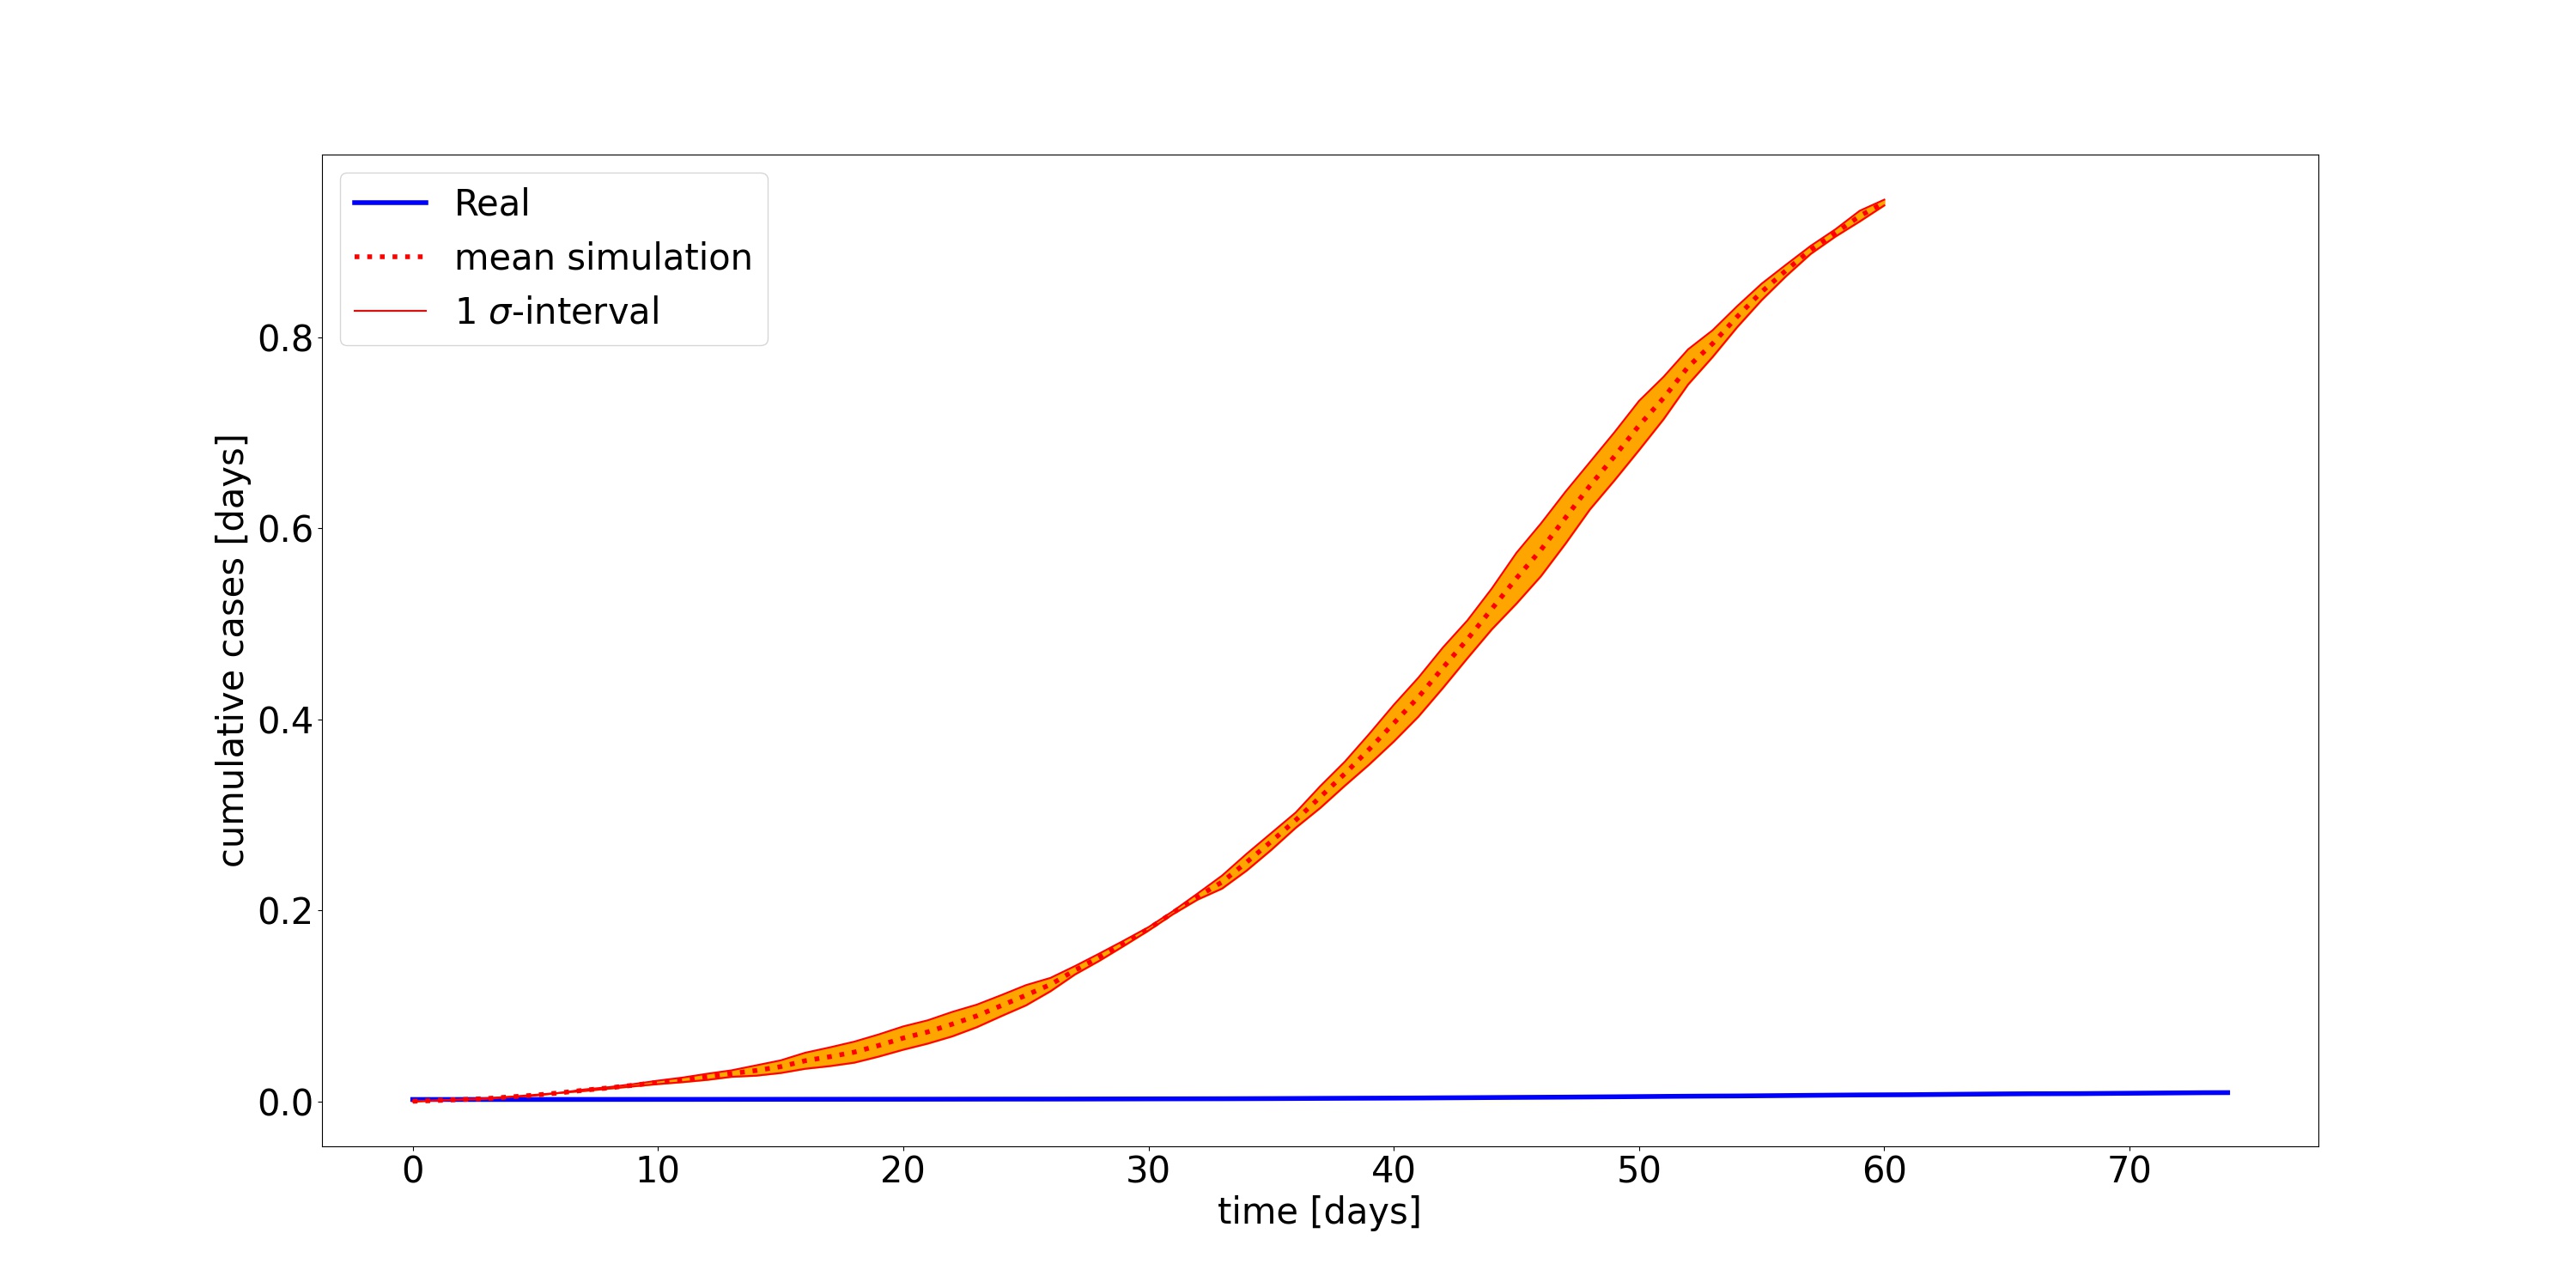 Real
mean simulation
1 σ-interval
cumulative cases [days]
0.8
0.6
0.4
0.2
0.0
0 10 20 30 40 50 60 70
time [days]